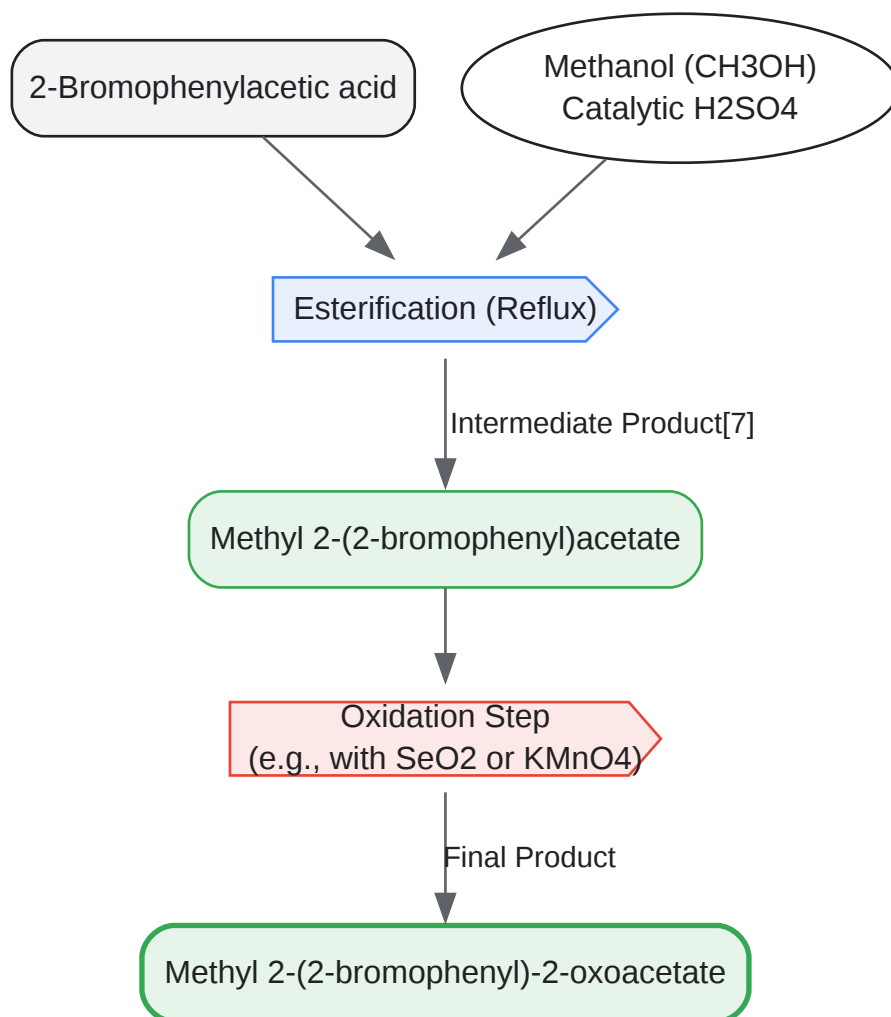 2-Bromophenylacetic acid
Methanol (CH3OH)
Catalytic H2SO4
Esterification (Reflux)
Intermediate Product[7]
Methyl 2-(2-bromophenyl)acetate
Oxidation Step
(e.g., with SeO2 or KMnO4)
Final Product
Methyl 2-(2-bromophenyl)-2-oxoacetate